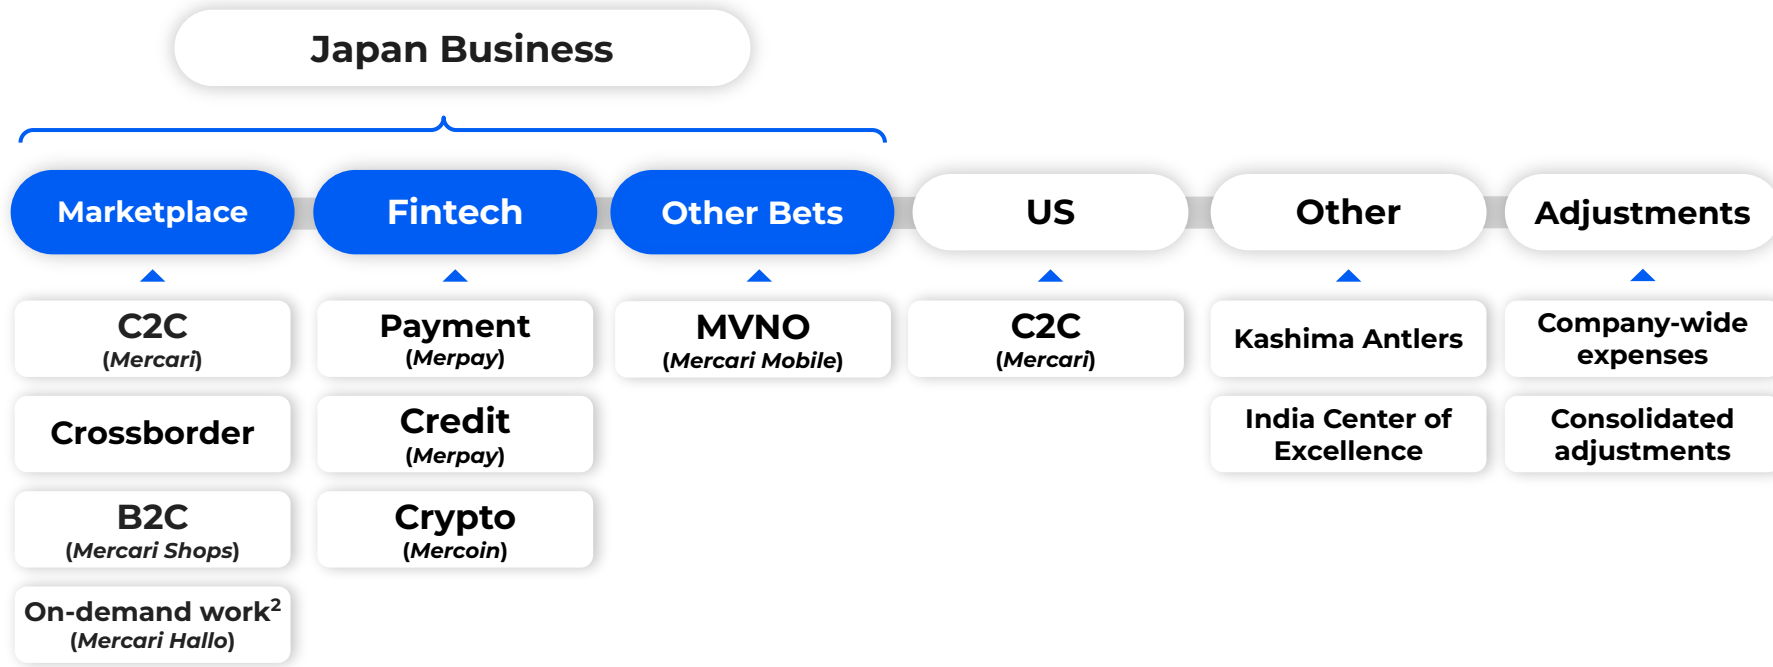 Japan Business
Marketplace
Fintech
Other Bets
US
Other
Adjustments
C2C
(Mercari)
Crossborder
B2C
(Mercari Shops)
On-demand work²
(Mercari Hallo)
Payment
(Merpay)
Credit
(Merpay)
Crypto
(Mercoin)
MVNO
(Mercari Mobile)
C2C
(Mercari)
Kashima Antlers
India Center of
Excellence
Company-wide
expenses
Consolidated
adjustments